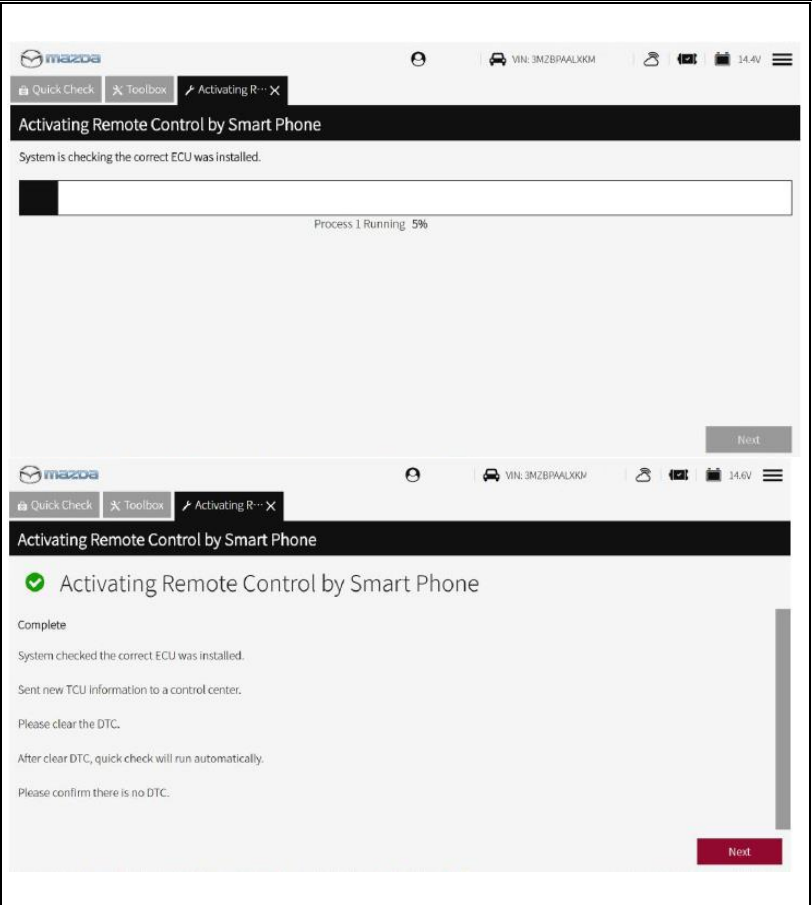 mazda
VIN: 3MZBPAALXKM
14.4V
Quick Check
Toolbox
Activating R···
Activating Remote Control by Smart Phone
System is checking the correct ECU was installed.
Process 1 Running 5%
Next
mazda
VIN: 3MZBPAALXKM
14.6V
Quick Check
Toolbox
Activating R···
Activating Remote Control by Smart Phone
Activating Remote Control by Smart Phone
Complete
System checked the correct ECU was installed.
Sent new TCU information to a control center.
Please clear the DTC.
After clear DTC, quick check will run automatically.
Please confirm there is no DTC.
Next